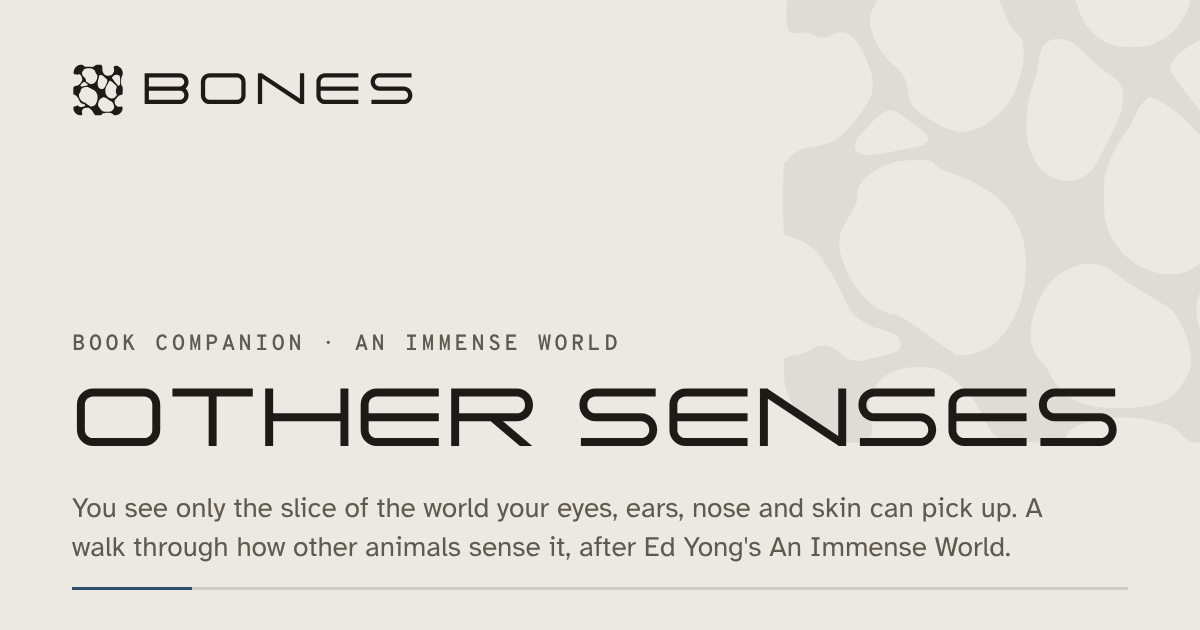 BONES
BOOK COMPANION · AN IMMENSE WORLD
OTHER SENSES
You see only the slice of the world your eyes, ears, nose and skin can pick up. A
walk through how other animals sense it, after Ed Yong's An Immense World.